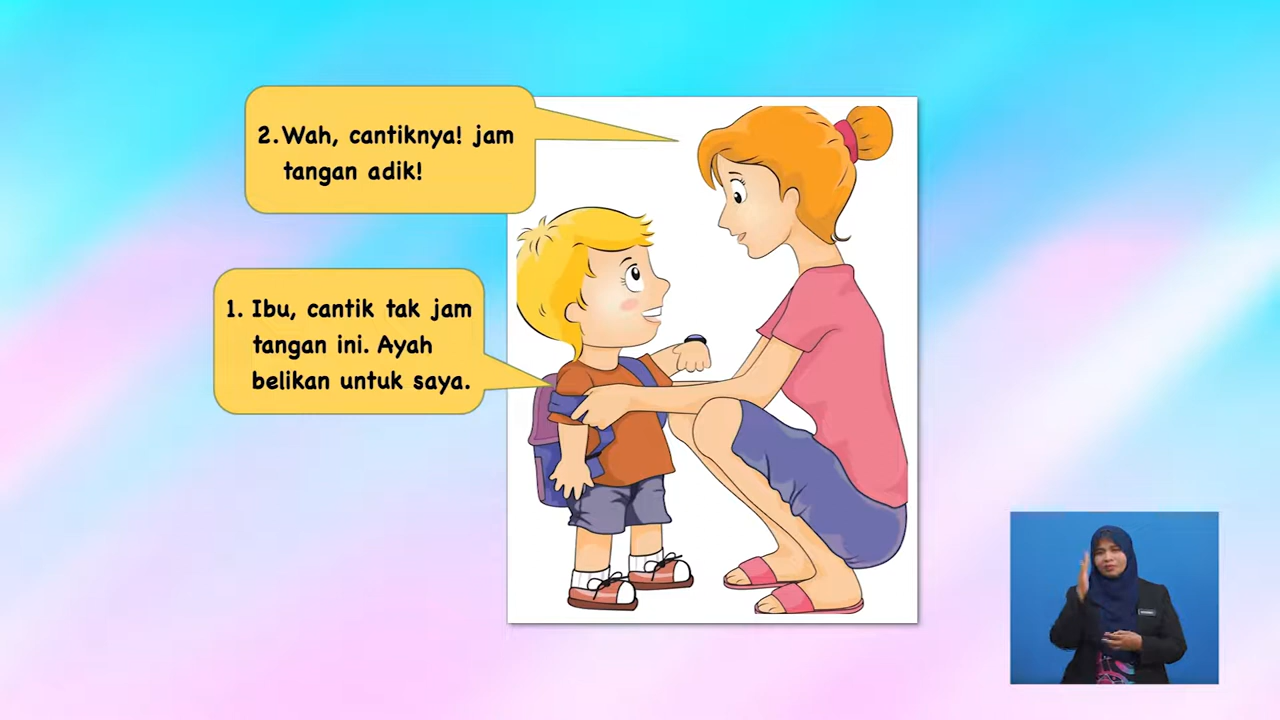 2.Wah, cantiknya! jam
tangan adik!
1. Ibu, cantik tak jam
tangan ini. Ayah
belikan untuk saya.